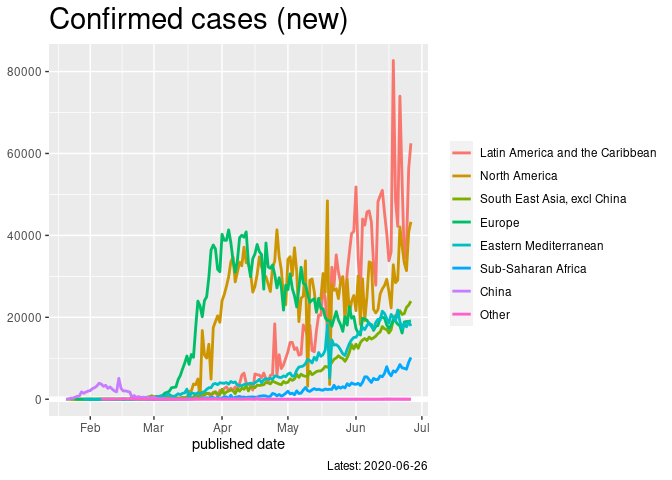 Confirmed cases (new)
80000
60000
40000
20000
0
Feb
Mar
Apr
May
Jun
Jul
published date
Latin America and the Caribbean
North America
South East Asia, excl China
Europe
Eastern Mediterranean
Sub-Saharan Africa
China
Other
Latest: 2020-06-26